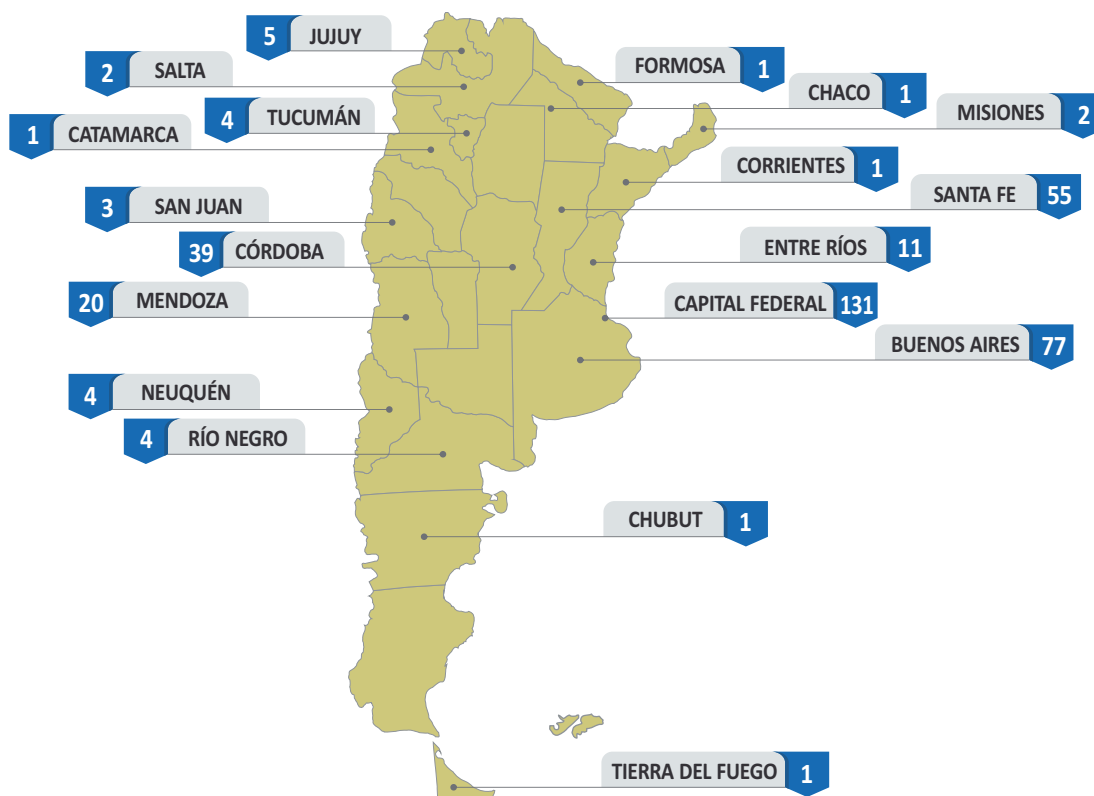 5 JUJUY
2 SALTA
4 TUCUMÁN
1 CATAMARCA
3 SAN JUAN
39 CÓRDOBA
20 MENDOZA
4 NEUQUÉN
4 RÍO NEGRO
FORMOSA 1
CHACO 1
MISIONES 2
CORRIENTES 1
SANTA FE 55
ENTRE RÍOS 11
CAPITAL FEDERAL 131
BUENOS AIRES 77
CHUBUT 1
TIERRA DEL FUEGO 1